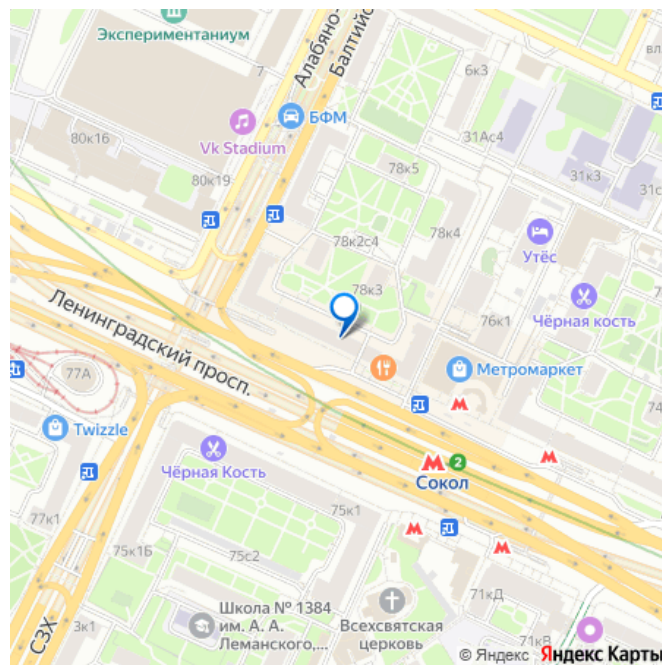 Экспериментаниум
Алабяно-
Балтийс
7
6к3
вл
БФМ
Vk Stadium
80к16
31Ас4
78к5
80к19
31к3
31с
78к2с4
78к4
Утёс
78к3
Чёрная кость
76к1
Ленинградский просп.
77А
Метромаркет
Twizzle
Чёрная Кость
2
Сокол
77к1
75к1
75к1Б
75с2
71кД
Школа № 1384
им. А. А.
Леманского,...
Всехсвятская
церковь
СЗХ
3к1
71кВ
© Яндекс Яндекс Карты